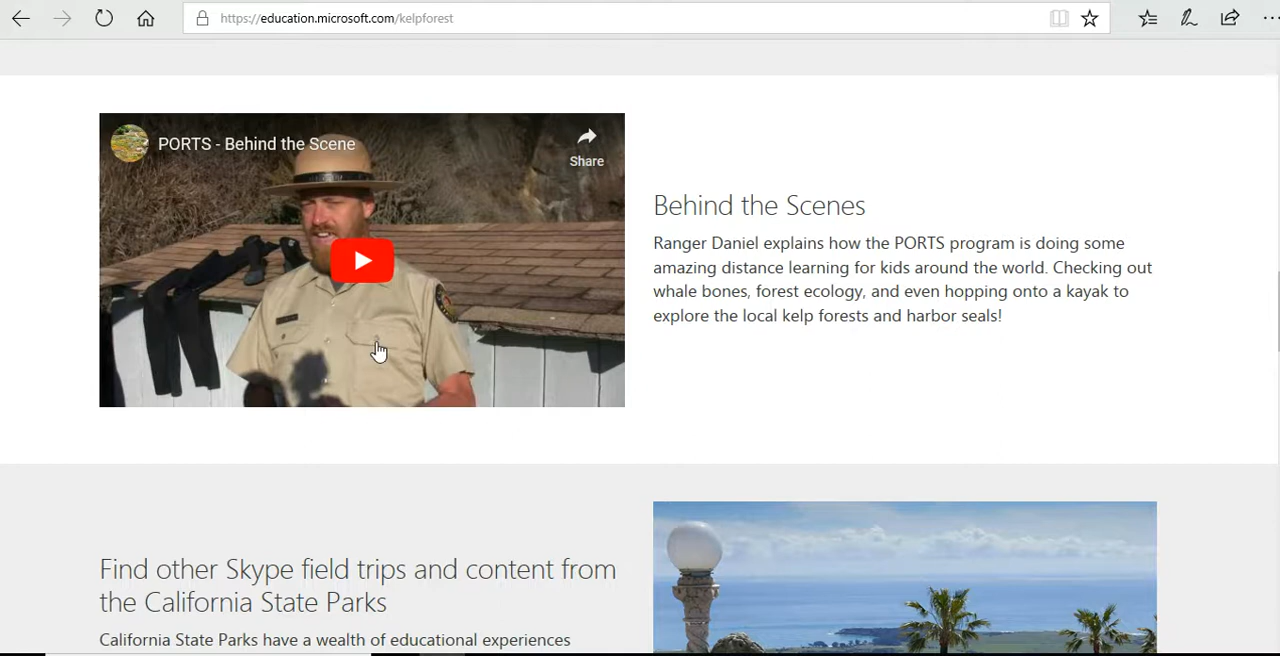 https://education.microsoft.com/kelpforest
PORTS - Behind the Scene
Share
Behind the Scenes
Ranger Daniel explains how the PORTS program is doing some
amazing distance learning for kids around the world. Checking out
whale bones, forest ecology, and even hopping onto a kayak to
explore the local kelp forests and harbor seals!
Find other Skype field trips and content from
the California State Parks
California State Parks have a wealth of educational experiences